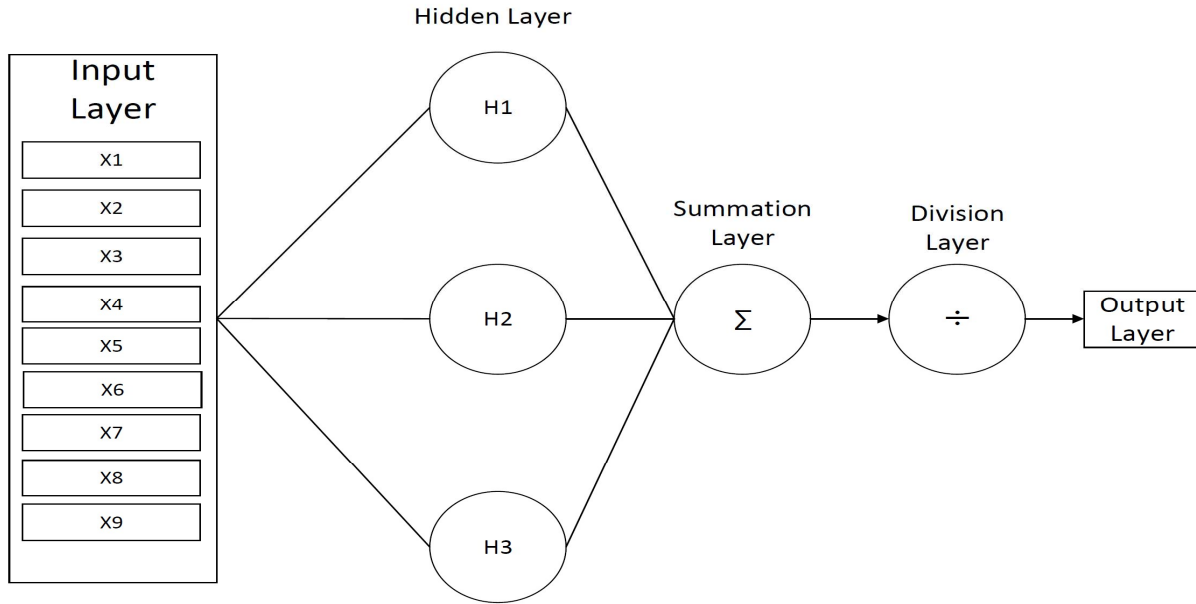 Hidden Layer
Input
Layer
X1
X2
X3
X4
X5
X6
X7
X8
X9
H1
H2
H3
Summation
Layer
Σ
Division
Layer
÷
Output
Layer